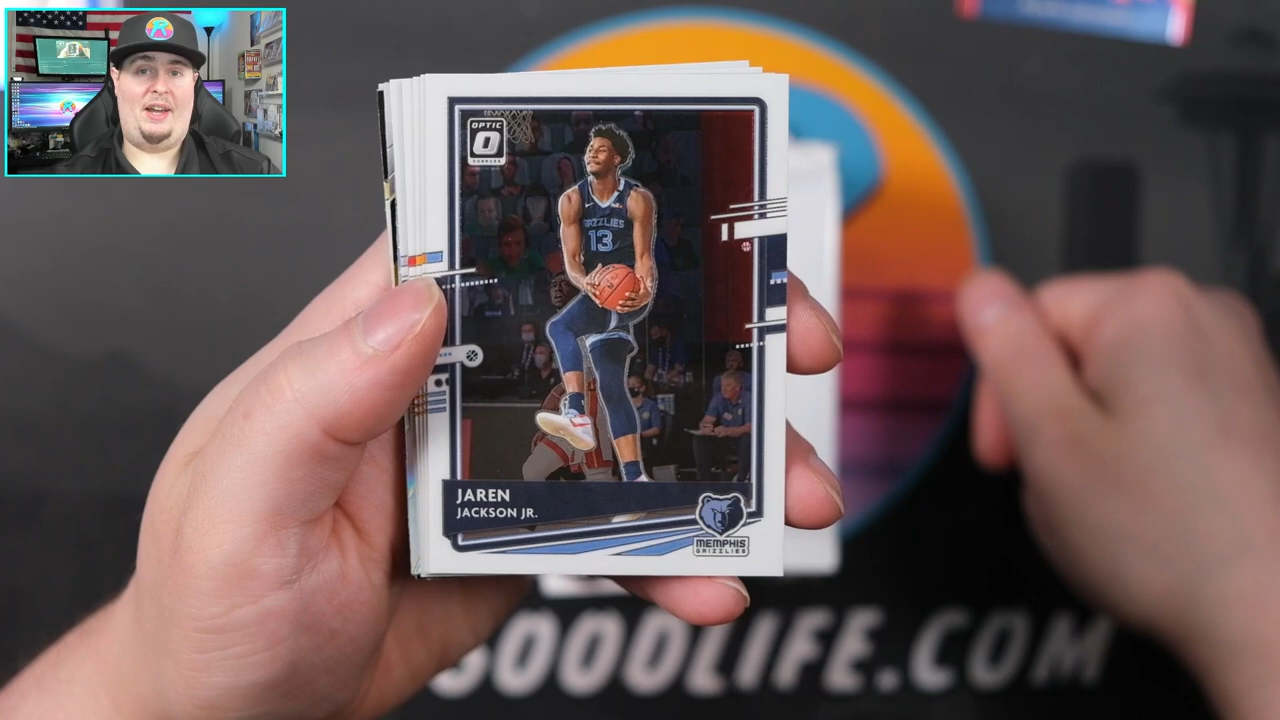 OPTIC
DONRUSS
GRIZZLIES
13
JAREN
JACKSON JR.
MEMPHIS
GRIZZLIES
OODLIFE.COM
R